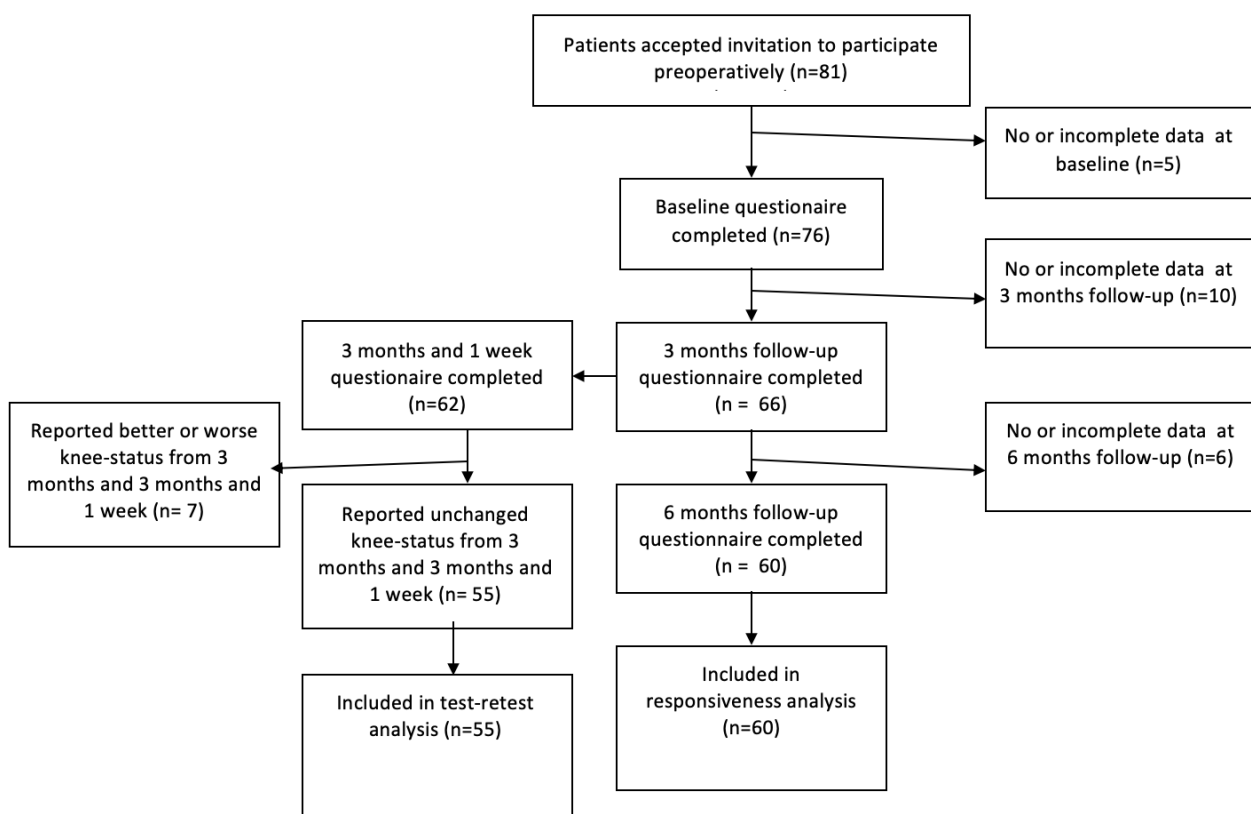 Patients accepted invitation to participate
preoperatively (n=81)
No or incomplete data at
baseline (n=5)
Baseline questionaire
completed (n=76)
No or incomplete data at
3 months follow-up (n=10)
3 months and 1 week
questionaire completed
(n=62)
3 months follow-up
questionnaire completed
(n = 66)
Reported better or worse
knee-status from 3
months and 3 months and
1 week (n= 7)
No or incomplete data at
6 months follow-up (n=6)
Reported unchanged
knee-status from 3
months and 3 months and
1 week (n= 55)
6 months follow-up
questionnaire completed
(n = 60)
Included in test-retest
analysis (n=55)
Included in
responsiveness analysis
(n=60)